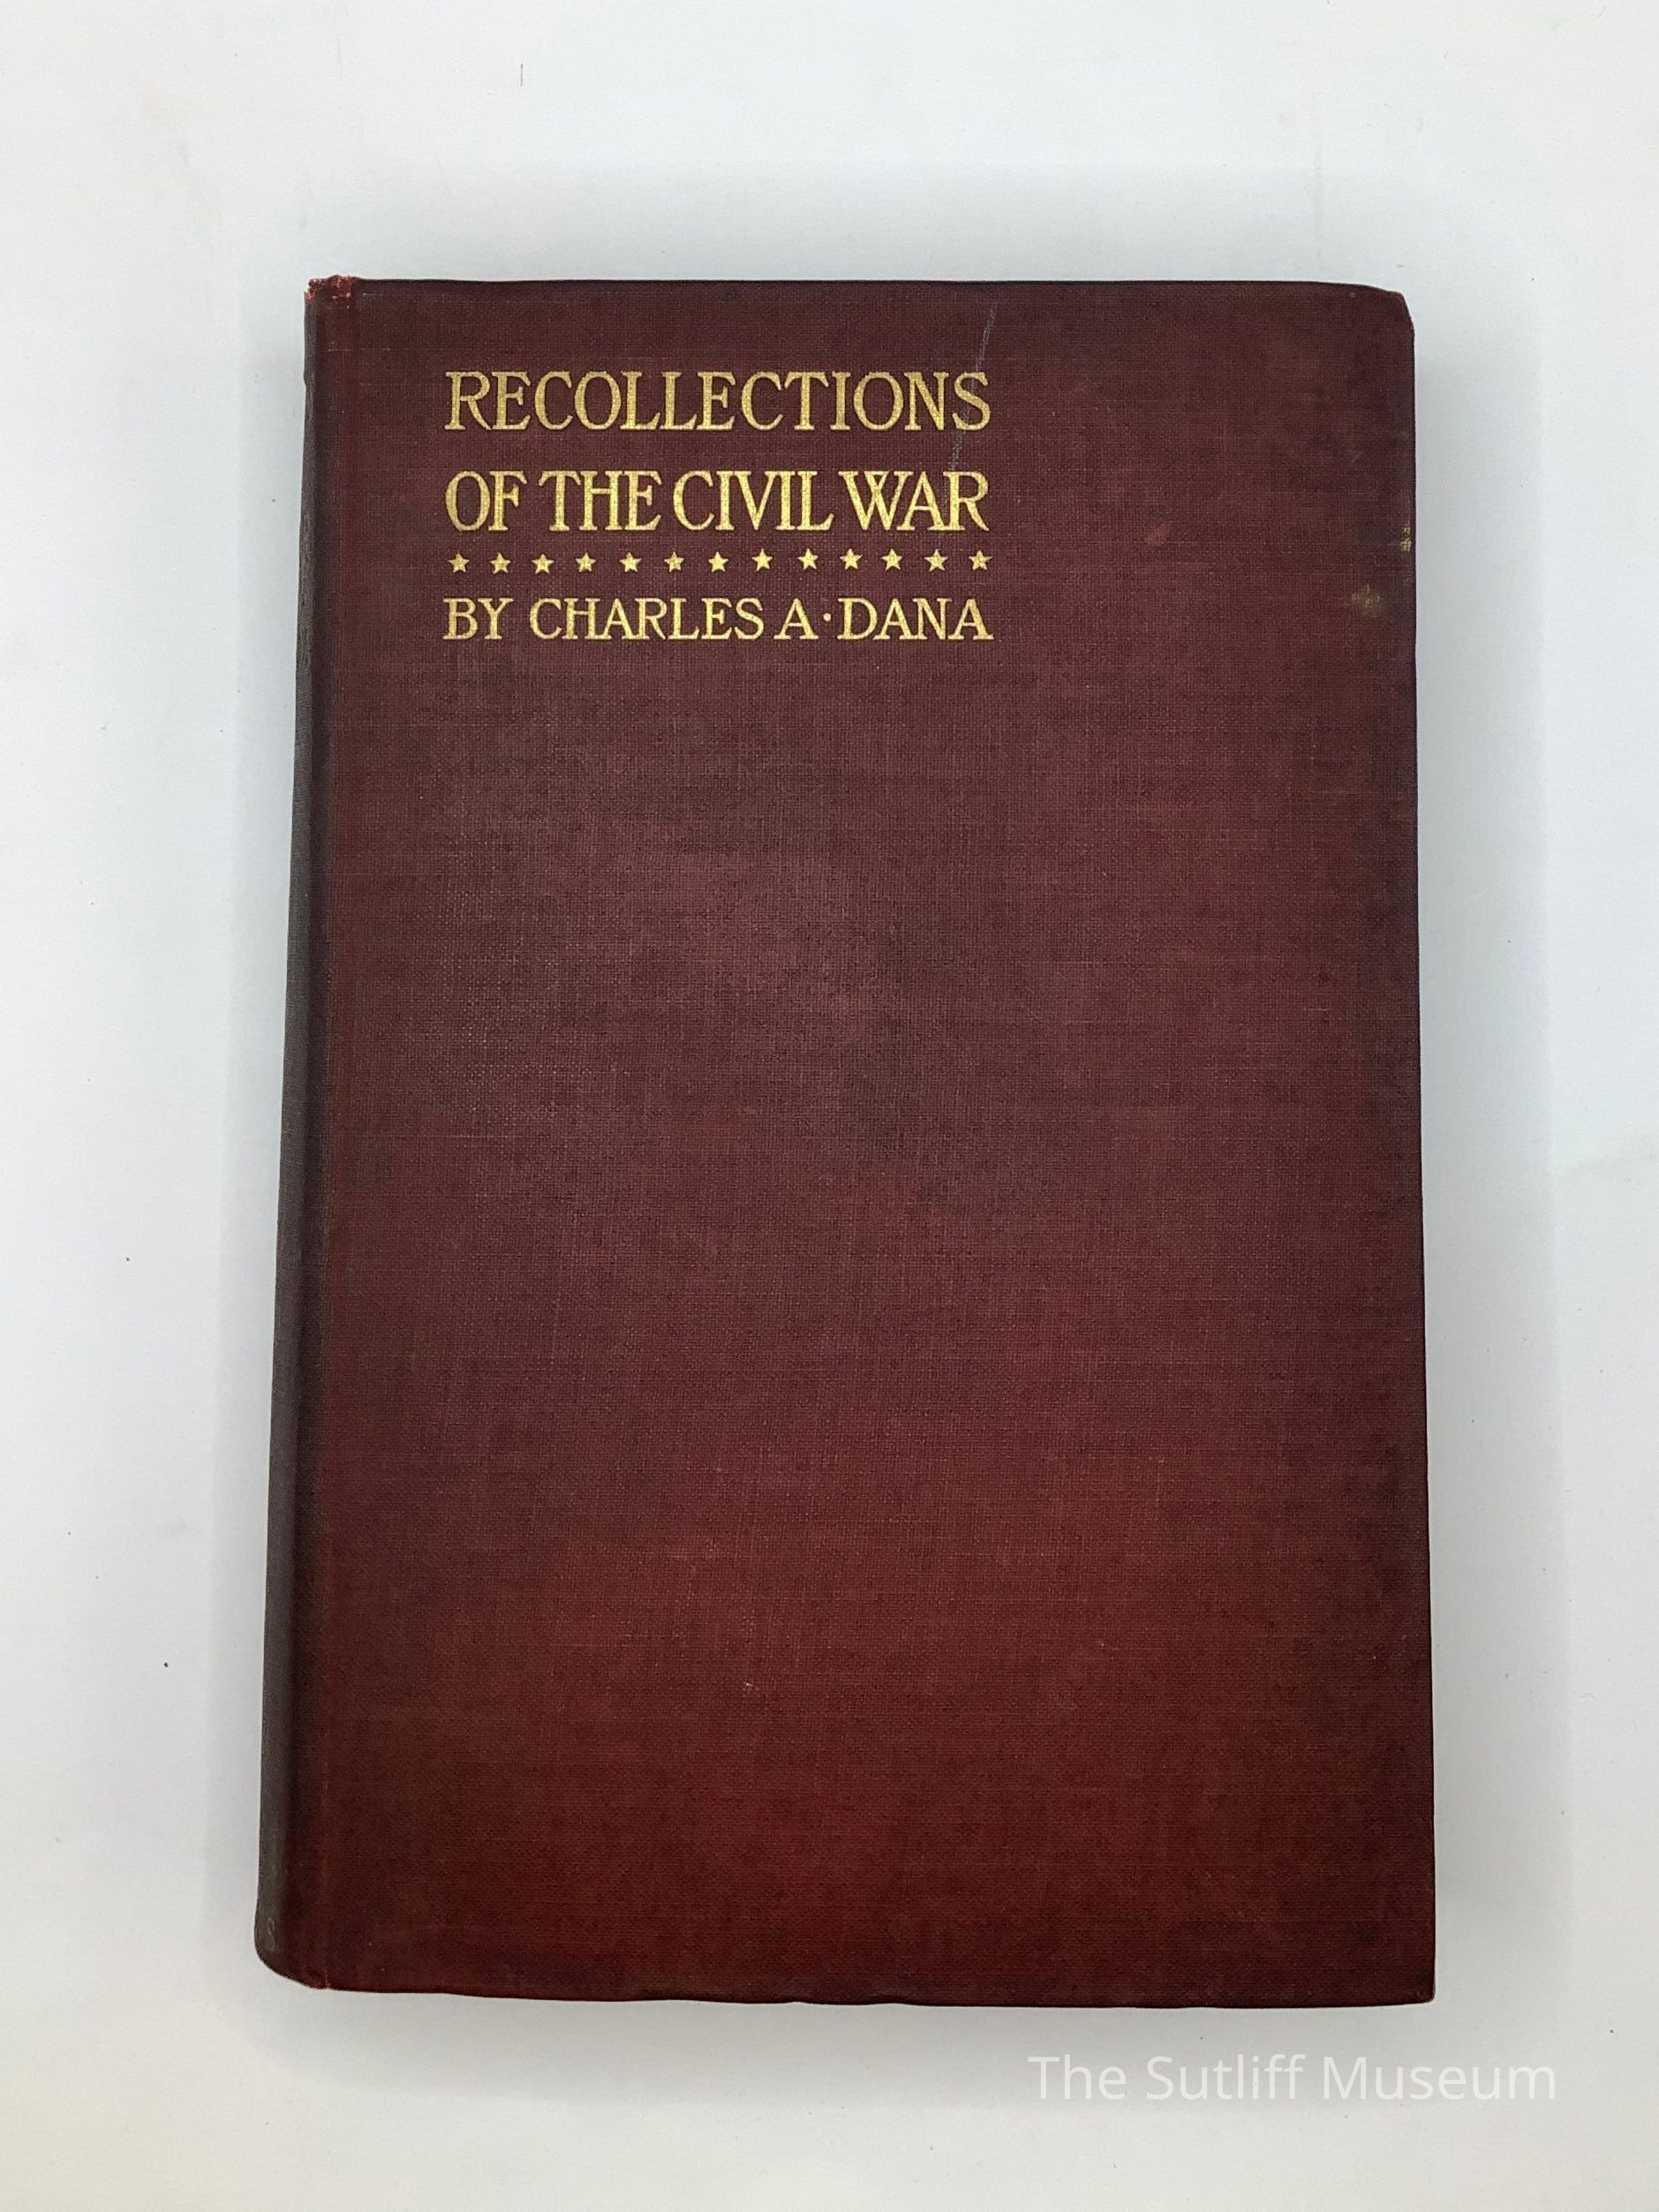 RECOLLECTIONS
OF THE CIVIL WAR
★ ★ ★ ★ ★ ★ ★ ★ ★ ★ ★ ★ ★
BY CHARLES A·DANA
The Sutliff Museum